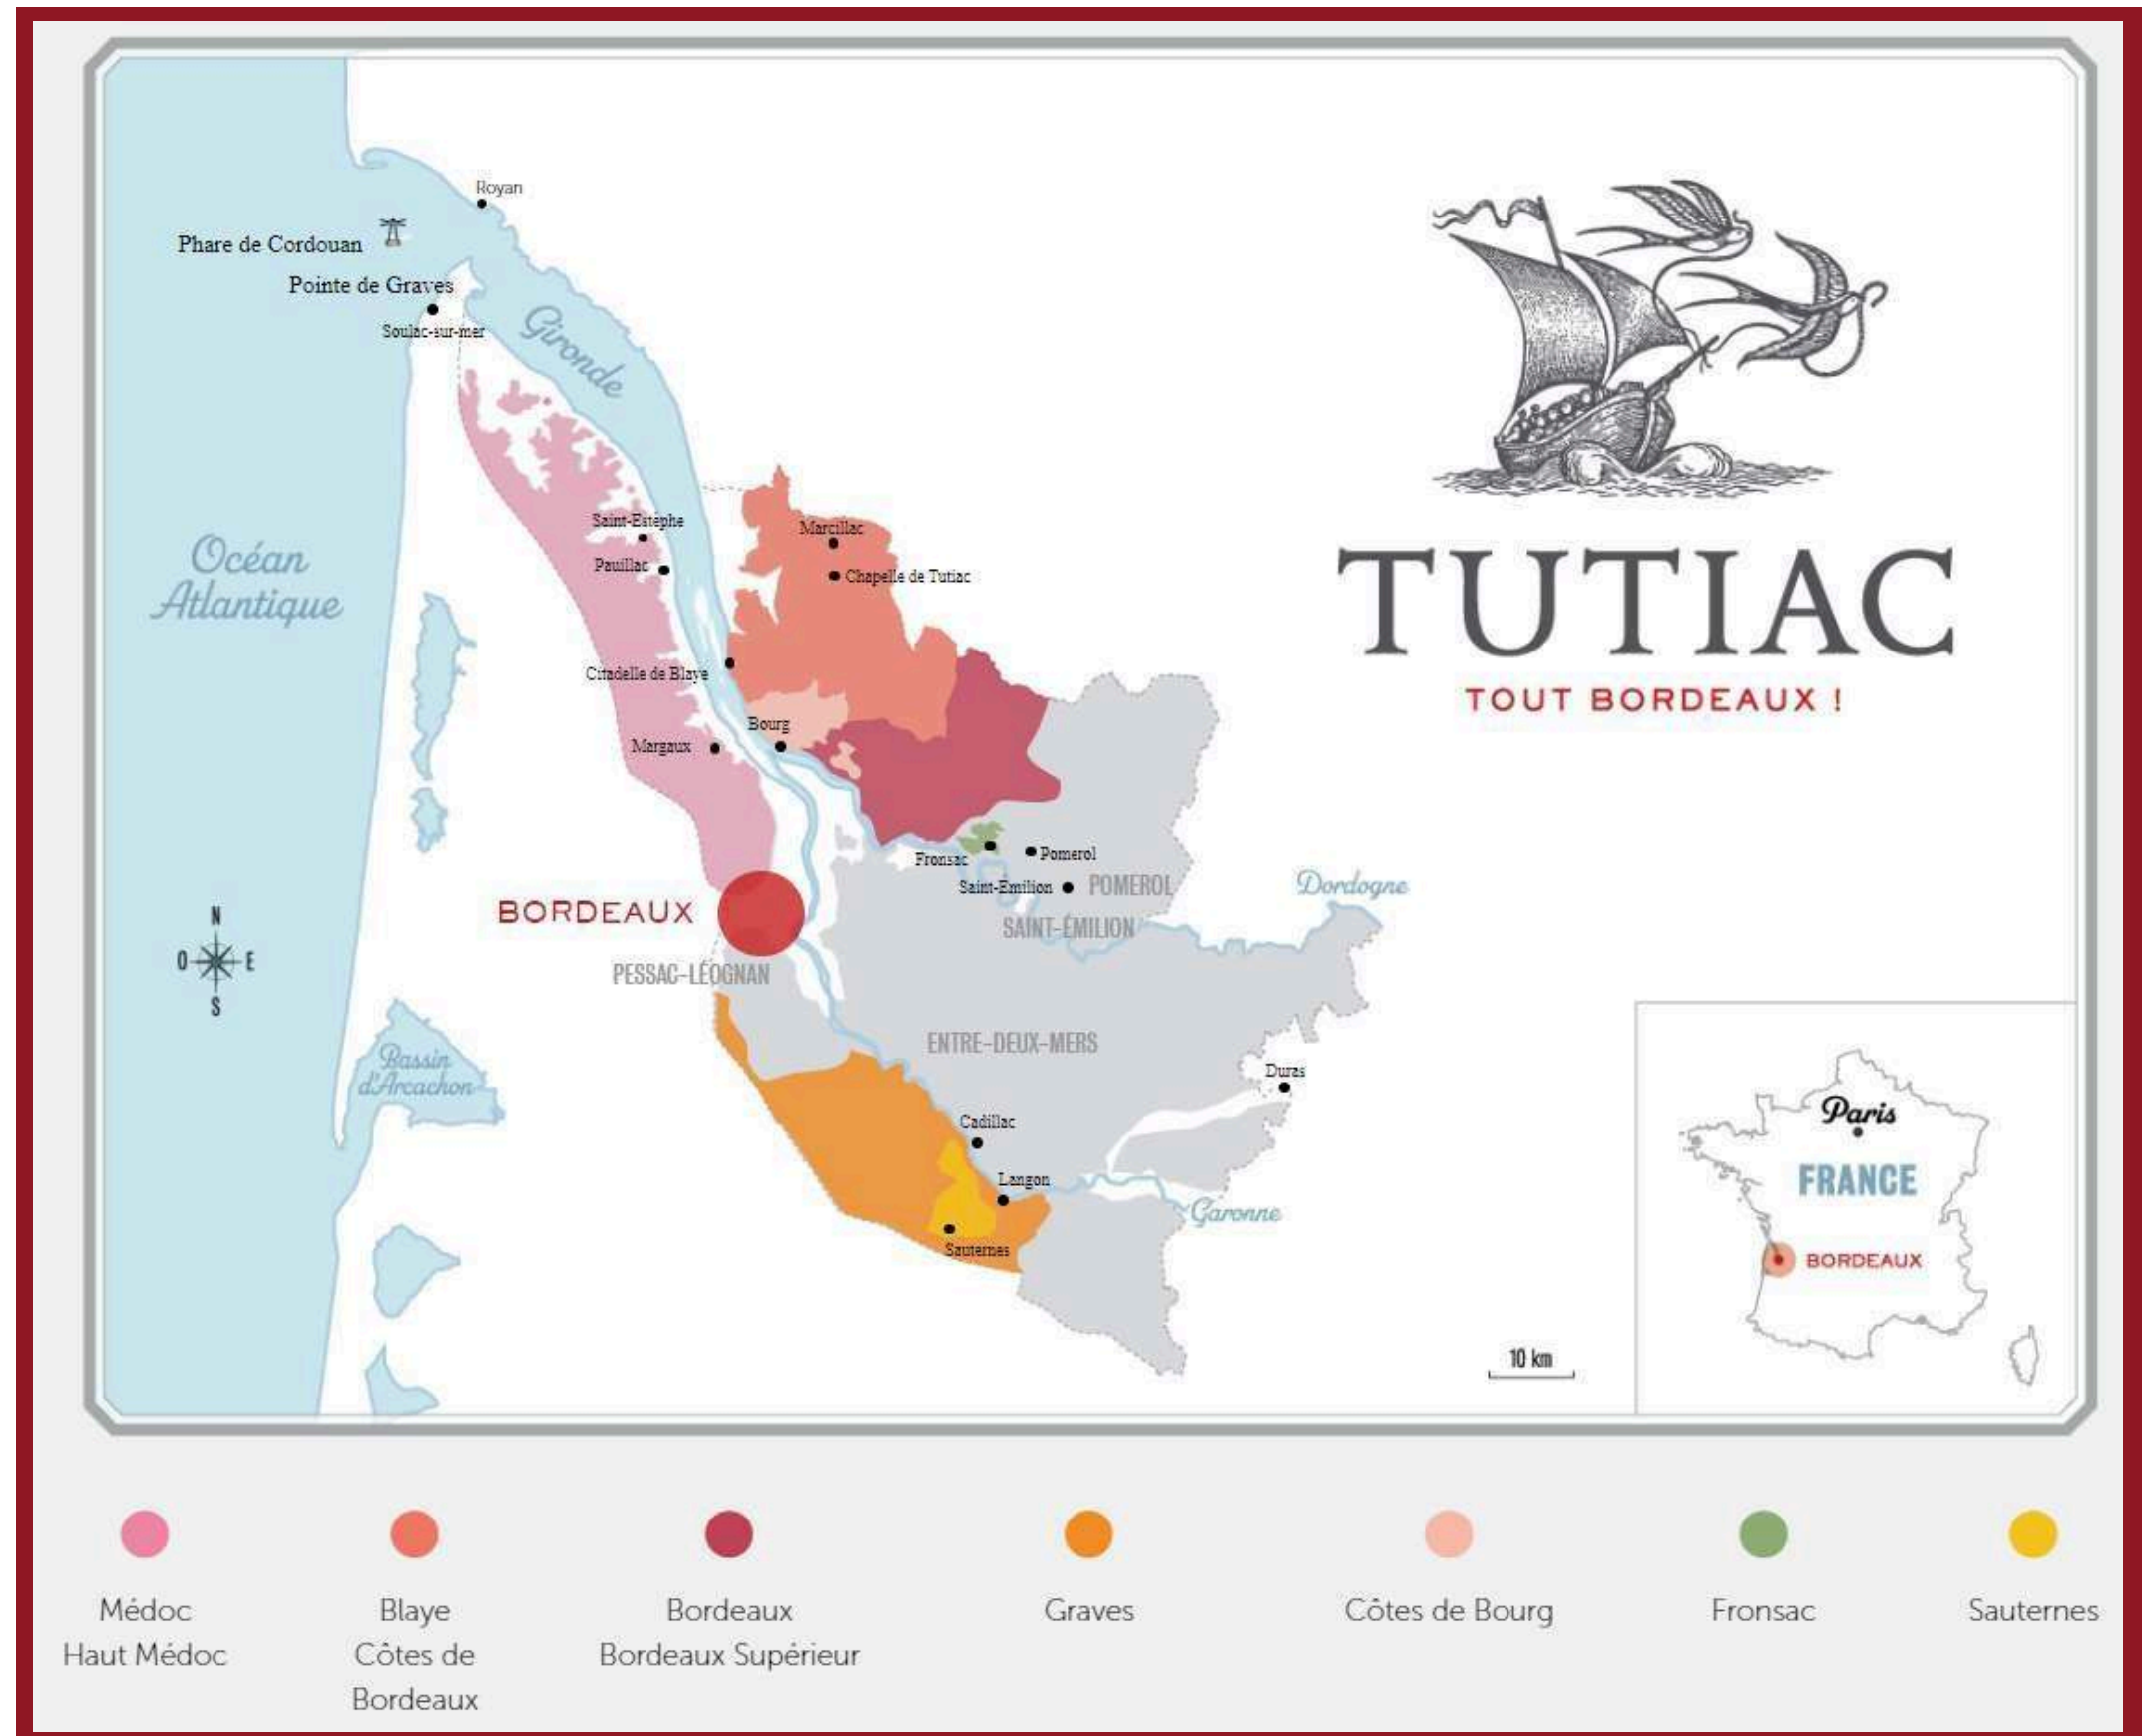 Royan
Phare de Cordouan
Pointe de Graves
Soulac-sur-mer
Gironde
Océan
Atlantique
Saint-Estèphe
Pauillac
Marcillac
Chapelle de Tutiac
Citadelle de Blaye
Bourg
Margaux
TUTIAC
TOUT BORDEAUX !
Fronsac
Pomerol
Saint-Emilion
POMEROL
SAINT-ÉMILION
Dordogne
BORDEAUX
PESSAC-LÉOGNAN
N
O E
S
ENTRE-DEUX-MERS
Bassin
d'Arcachon
Duras
Cadillac
Langon
Garonne
Sauternes
10 km
Paris
FRANCE
BORDEAUX
Médoc
Haut Médoc
Blaye
Côtes de
Bordeaux
Bordeaux
Bordeaux Supérieur
Graves
Côtes de Bourg
Fronsac
Sauternes